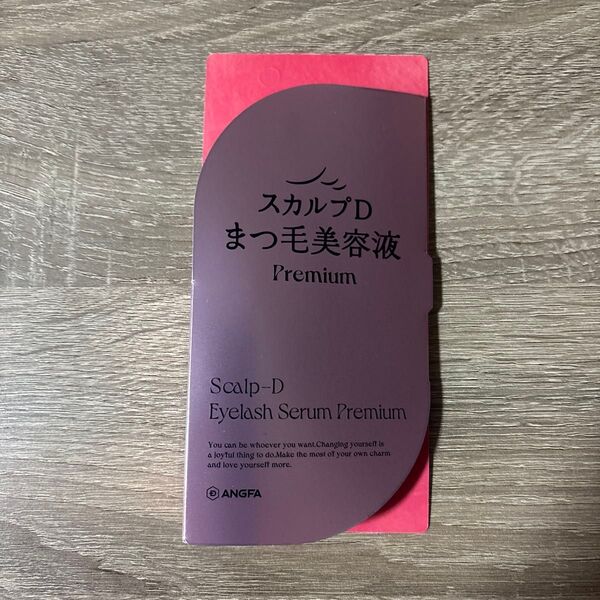 スカルプD
まつ毛美容液
Premium
Scalp-D
Eyelash Serum Premium
You can be whoever you want.Changing yourself is
a joyful thing to do.Make the most of your own charm
and love yourself more.
ANGFA